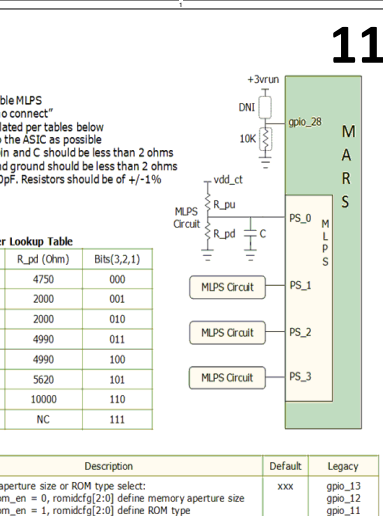 1
11
ble MLPS
o connect"
lated per tables below
o the ASIC as possible
in and C should be less than 2 ohms
nd ground should be less than 2 ohms
0pF. Resistors should be of +/-1%
+3vrun
DNI
gpio_28
10K
MARS
vdd_ct
R_pu
MLPS
Circuit
R_pd
C
PS_0
MLPS
MLPS Circuit
PS_1
MLPS Circuit
PS_2
MLPS Circuit
PS_3
er Lookup Table
R_pd (Ohm) Bits(3,2,1)
4750 000
2000 001
2000 010
4990 011
4990 100
5620 101
10000 110
NC 111
Description Default Legacy
aperture size or ROM type select: xxx gpio_13
om_en = 0, romidcfg[2:0] define memory aperture size gpio_12
om_en = 1, romidcfg[2:0] define ROM type gpio_11